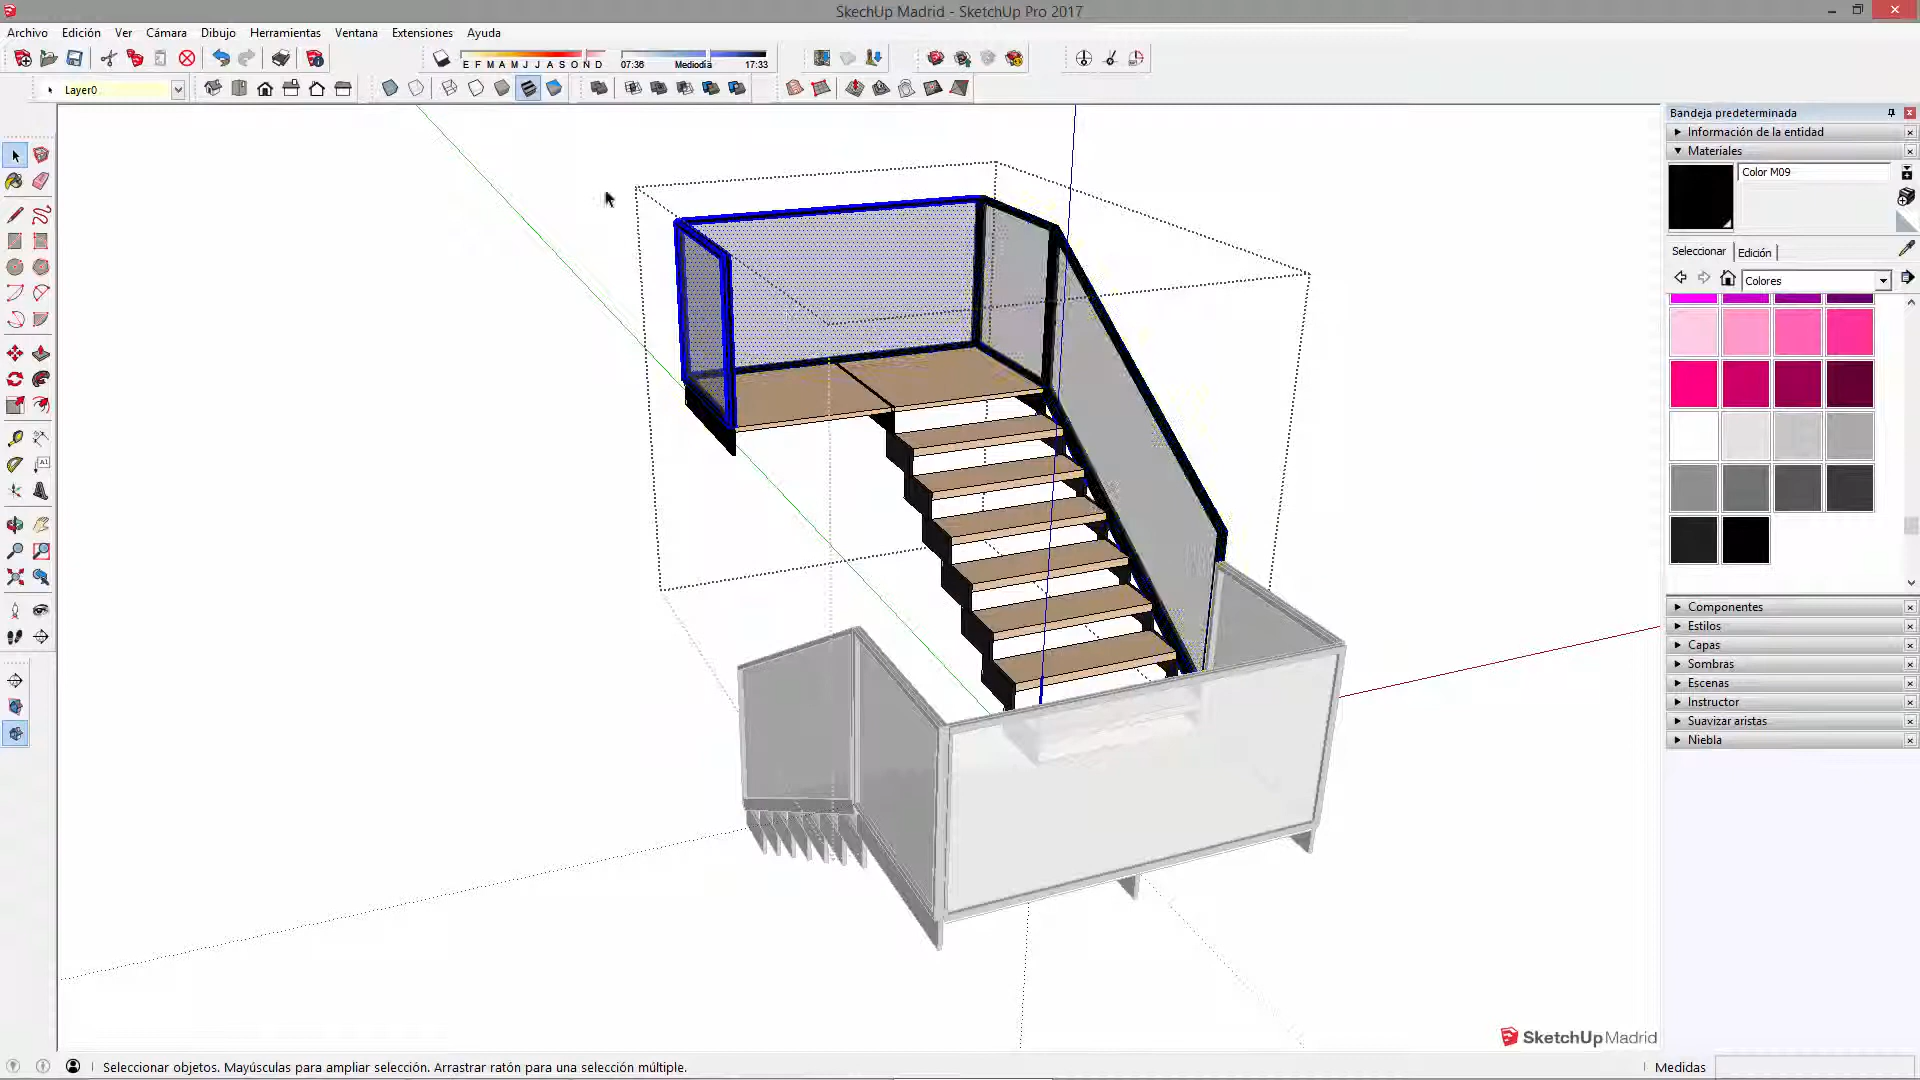 SkechUp Madrid - SketchUp Pro 2017
Archivo Edición Ver Cámara Dibujo Herramientas Ventana Extensiones Ayuda
E F M A M J J A S O N D 07:36 Mediodía 17:33
Layer0
Bandeja predeterminada
Información de la entidad
Materiales
Color M09
Seleccionar Edición
Colores
Componentes
Estilos
Capas
Sombras
Escenas
Instructor
Suavizar aristas
Niebla
SketchUp Madrid
Seleccionar objetos. Mayúsculas para ampliar selección. Arrastrar ratón para una selección múltiple.
Medidas